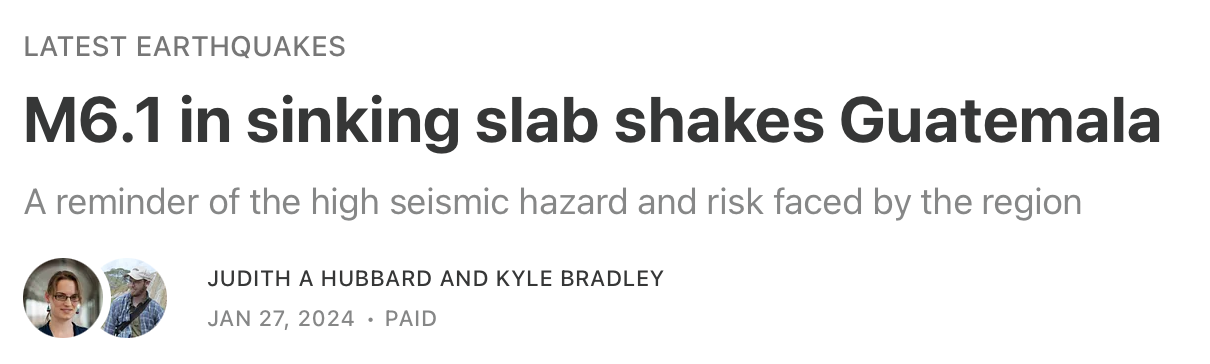 LATEST EARTHQUAKES
M6.1 in sinking slab shakes Guatemala
A reminder of the high seismic hazard and risk faced by the region
JUDITH A HUBBARD AND KYLE BRADLEY
JAN 27, 2024 • PAID